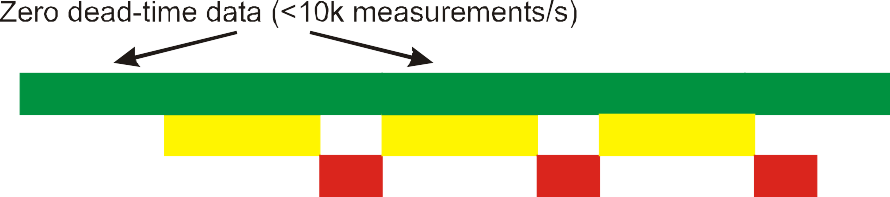 Zero dead-time data (<10k measurements/s)